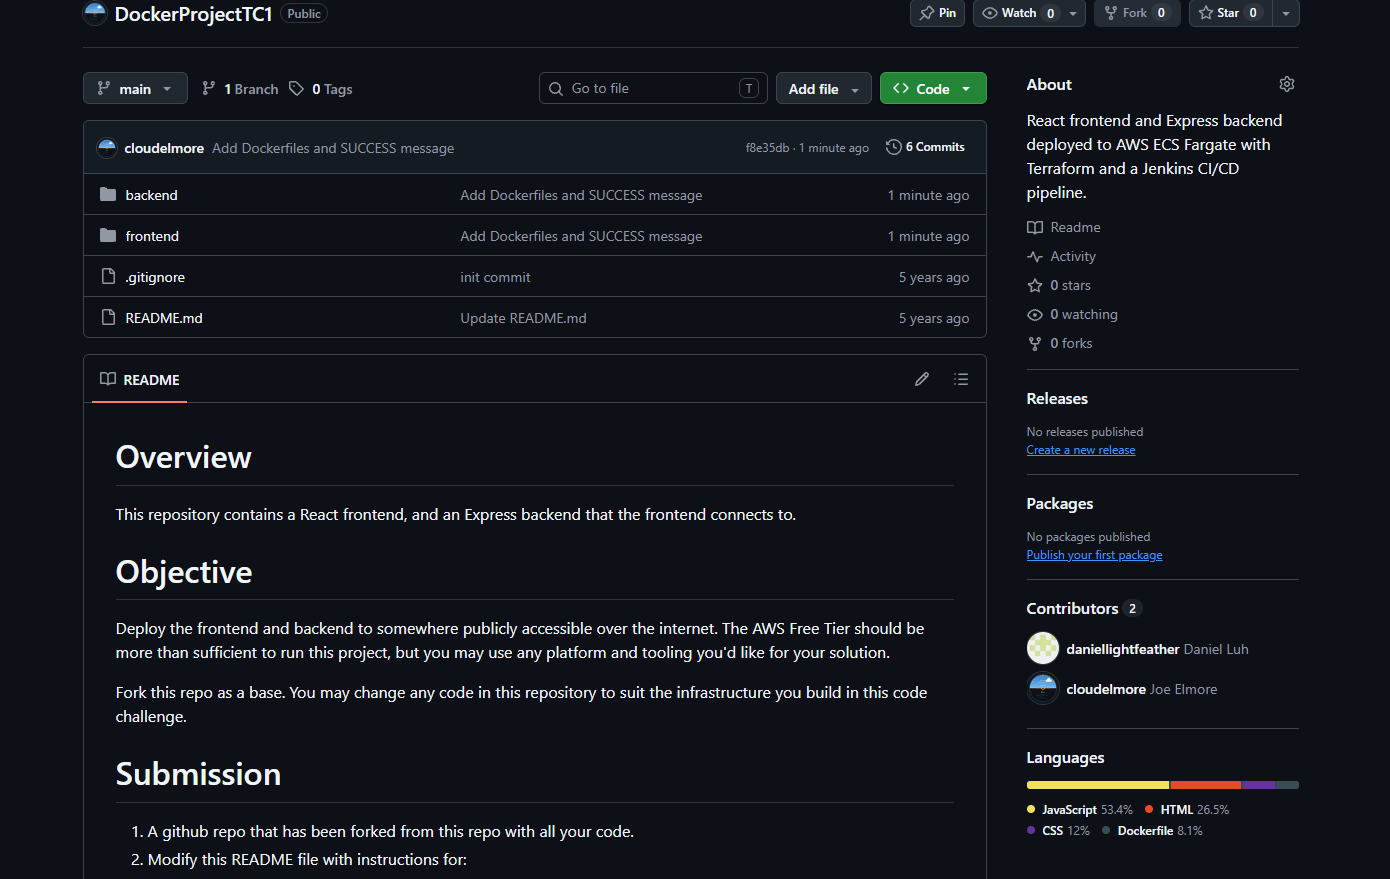 DockerProjectTC1 Public Pin Watch 0 Fork 0 Star 0
main 1 Branch 0 Tags Go to file T Add file Code
cloudelmore Add Dockerfiles and SUCCESS message f8e35db · 1 minute ago 6 Commits
backend Add Dockerfiles and SUCCESS message 1 minute ago
frontend Add Dockerfiles and SUCCESS message 1 minute ago
.gitignore init commit 5 years ago
README.md Update README.md 5 years ago
README
Overview
This repository contains a React frontend, and an Express backend that the frontend connects to.
Objective
Deploy the frontend and backend to somewhere publicly accessible over the internet. The AWS Free Tier should be
more than sufficient to run this project, but you may use any platform and tooling you'd like for your solution.
Fork this repo as a base. You may change any code in this repository to suit the infrastructure you build in this code
challenge.
Submission
1. A github repo that has been forked from this repo with all your code.
2. Modify this README file with instructions for:
About
React frontend and Express backend
deployed to AWS ECS Fargate with
Terraform and a Jenkins CI/CD
pipeline.
Readme
Activity
0 stars
0 watching
0 forks
Releases
No releases published
Create a new release
Packages
No packages published
Publish your first package
Contributors 2
daniellightfeather Daniel Luh
cloudelmore Joe Elmore
Languages
JavaScript 53.4% HTML 26.5%
CSS 12% Dockerfile 8.1%